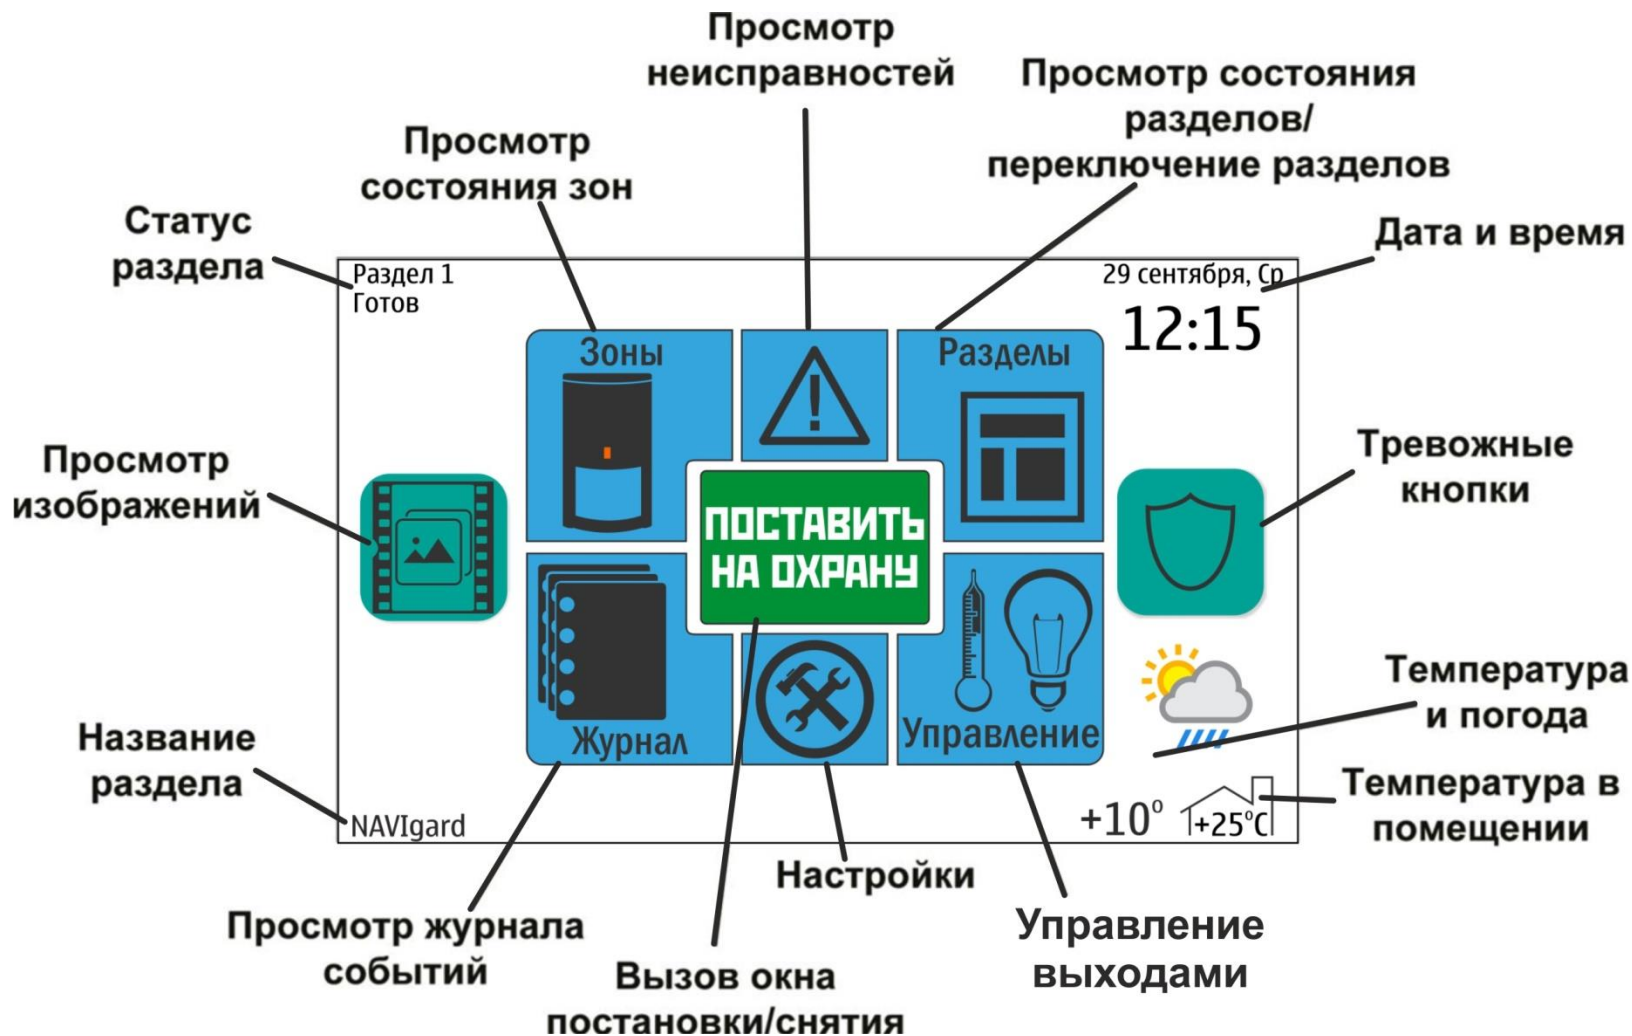 Просмотр
неисправностей
Просмотр состояния
разделов/
переключение разделов
Просмотр
состояния зон
Статус
раздела
Дата и время
Раздел 1
Готов
29 сентября, Ср
12:15
Зоны
Разделы
Просмотр
изображений
Тревожные
кнопки
ПОСТАВИТЬ
НА ОХРАНУ
Журнал
Управление
Температура
и погода
Название
раздела
Температура в
помещении
NAVIgard
+10°
+25°C
Настройки
Просмотр журнала
событий
Управление
выходами
Вызов окна
постановки/снятия